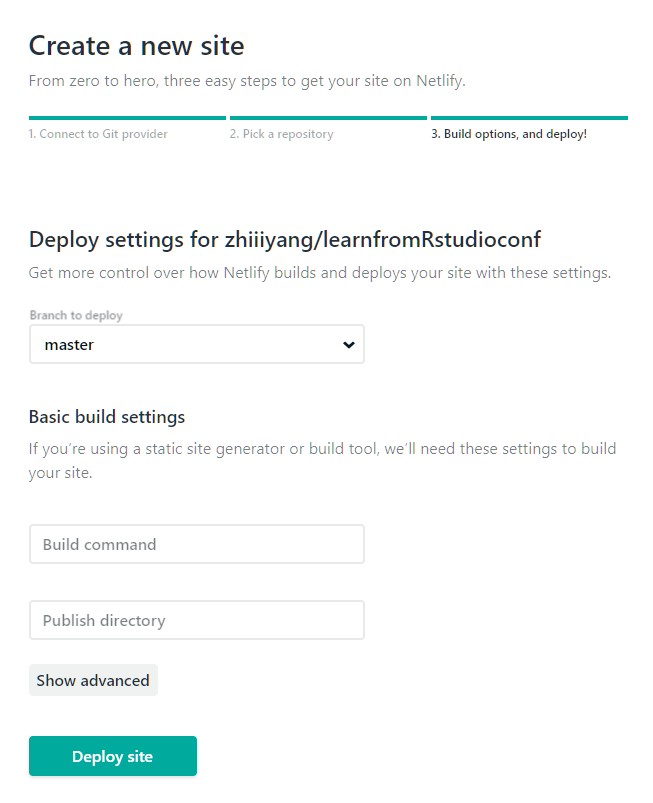 Create a new site
From zero to hero, three easy steps to get your site on Netlify.
1. Connect to Git provider
2. Pick a repository
3. Build options, and deploy!
Deploy settings for zhiiiyang/learnfromRstudioconf
Get more control over how Netlify builds and deploys your site with these settings.
Branch to deploy
master
Basic build settings
If you’re using a static site generator or build tool, we’ll need these settings to build
your site.
Build command
Publish directory
Show advanced
Deploy site